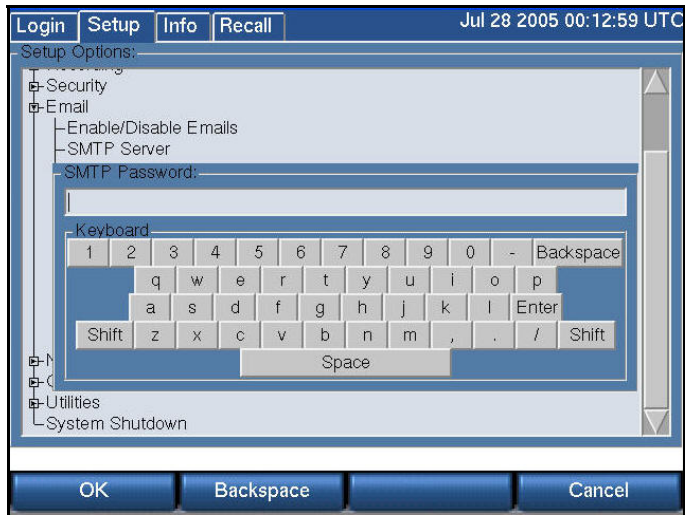 Login Setup Info Recall Jul 28 2005 00:12:59 UTC
Setup Options:
Security
Email
Enable/Disable Emails
SMTP Server
SMTP Password:
Keyboard
1 2 3 4 5 6 7 8 9 0 - Backspace
q w e r t y u i o p
a s d f g h j k l Enter
Shift z x c v b n m , . / Shift
Space
Utilities
System Shutdown
OK Backspace Cancel